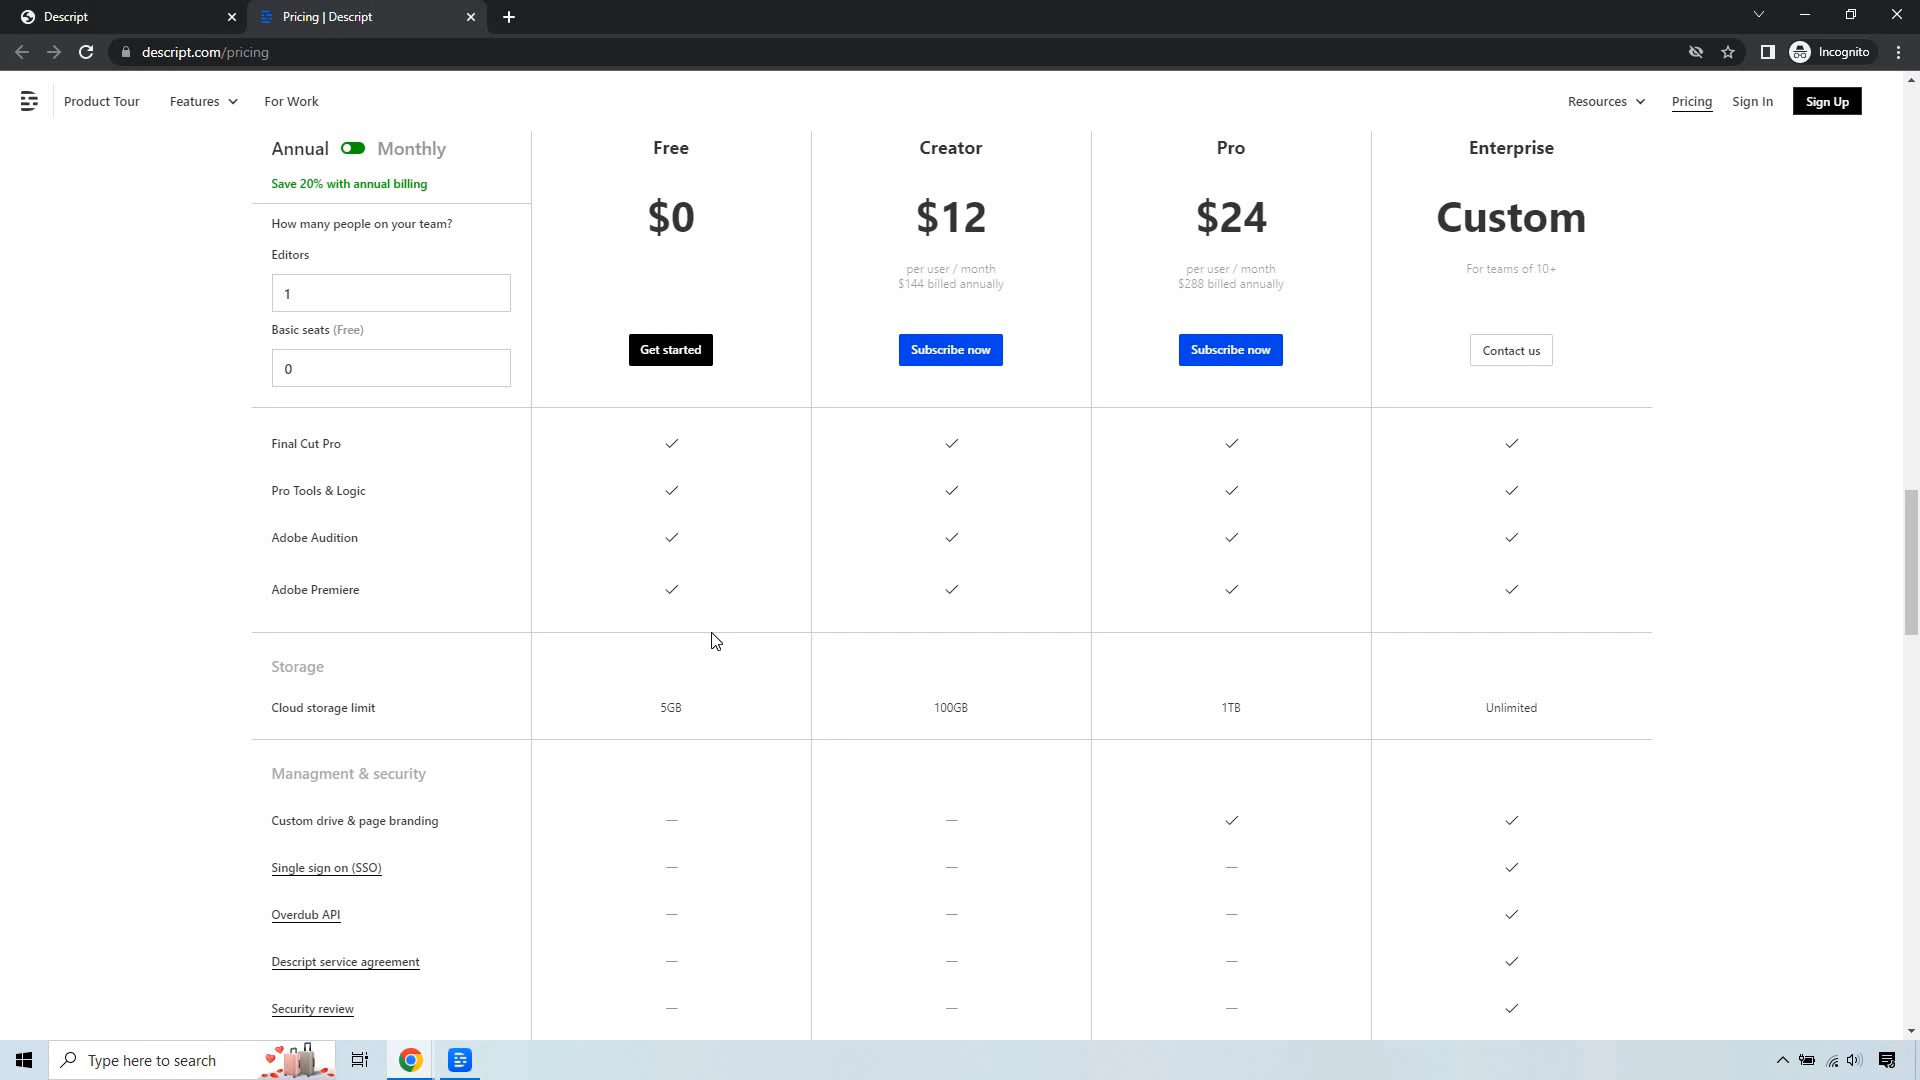 Descript
Pricing | Descript
descript.com/pricing
Incognito
Product Tour
Features
For Work
Resources
Pricing
Sign In
Sign Up
Annual
Monthly
Free
Creator
Pro
Enterprise
Save 20% with annual billing
$0
$12
$24
Custom
How many people on your team?
Editors
1
per user / month
$144 billed annually
per user / month
$288 billed annually
For teams of 10+
Basic seats (Free)
0
Get started
Subscribe now
Subscribe now
Contact us
Final Cut Pro
Pro Tools & Logic
Adobe Audition
Adobe Premiere
Storage
Cloud storage limit
5GB
100GB
1TB
Unlimited
Managment & security
Custom drive & page branding
Single sign on (SSO)
Overdub API
Descript service agreement
Security review
Type here to search